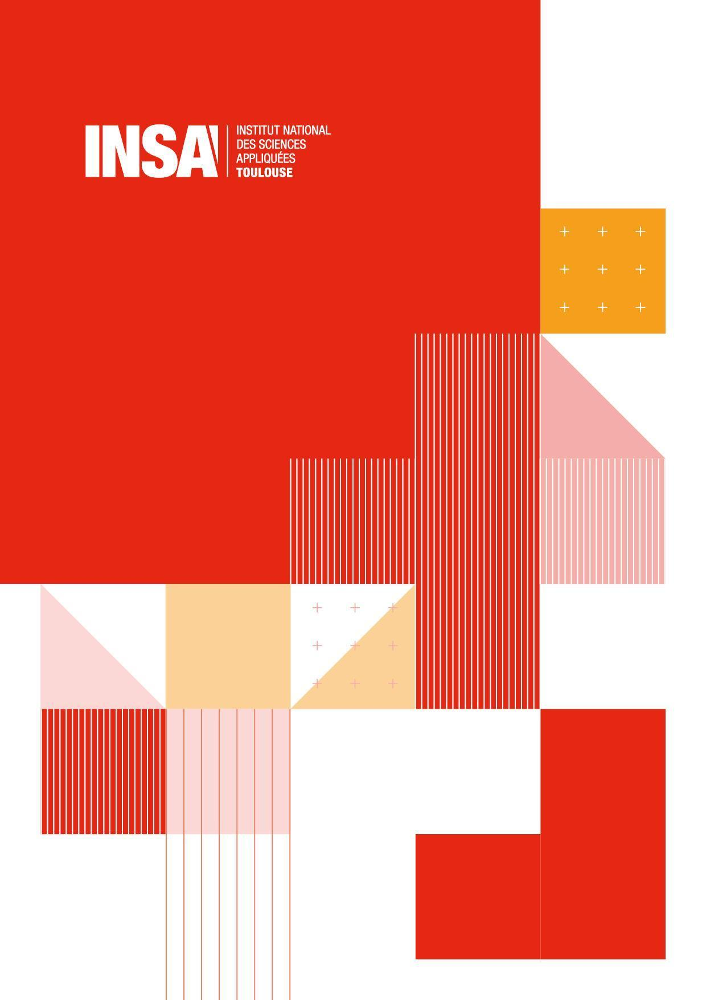 INSA
INSTITUT NATIONAL
DES SCIENCES
APPLIQUÉES
TOULOUSE